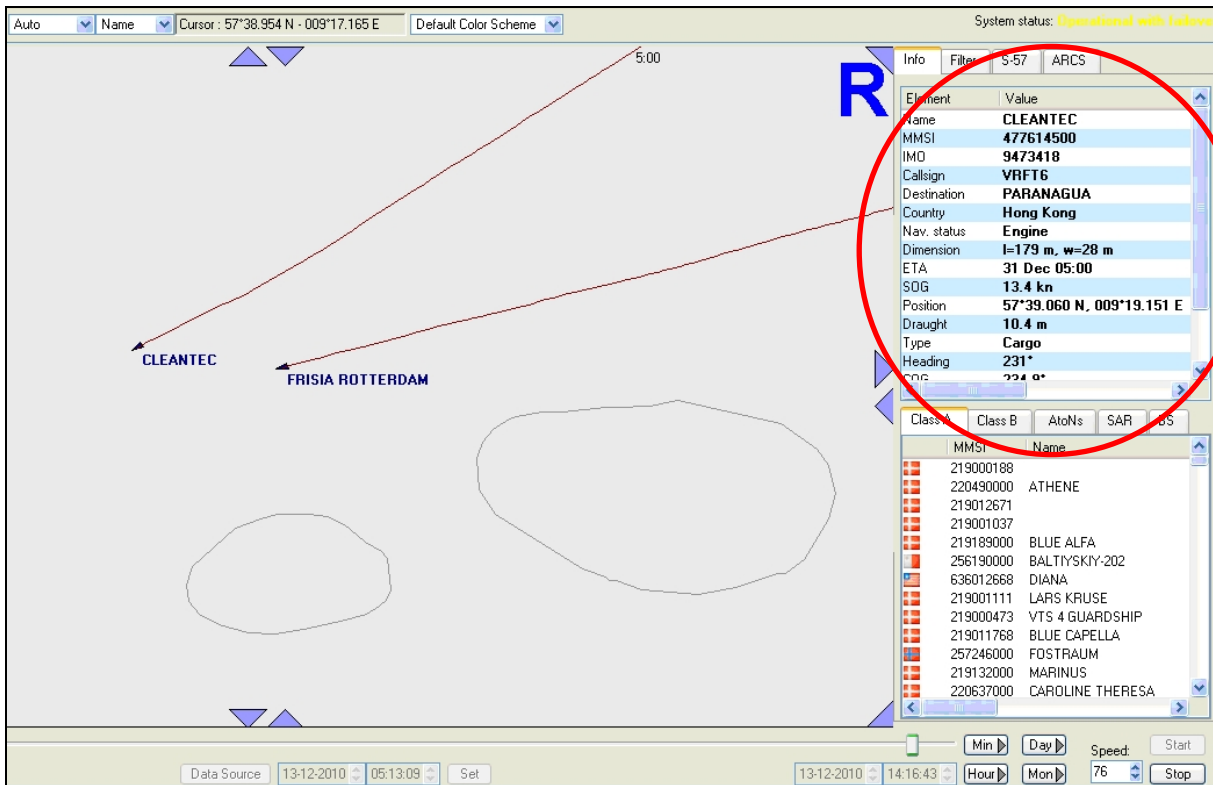 Auto Name Cursor : 57°38.954 N - 009°17.165 E Default Color Scheme System status: Operational with
5:00
R
Info Filter S-57 ARCS
Element Value
Name CLEANTEC
MMSI 477614500
IMO 9473418
Callsign VRFT6
Destination PARANAGUA
Country Hong Kong
Nav. status Engine
Dimension l=179 m, w=28 m
ETA 31 Dec 05:00
SOG 13.4 kn
Position 57°39.060 N, 009°19.151 E
Draught 10.4 m
Type Cargo
Heading 231°
COG 234.9°
CLEANTEC
FRISIA ROTTERDAM
Class A Class B AtoNs SAR BS
MMSI Name
219000188
220490000 ATHENE
219012671
219001037
219189000 BLUE ALFA
256190000 BALTIYSKIY-202
636012668 DIANA
219001111 LARS KRUSE
219000473 VTS 4 GUARDSHIP
219011768 BLUE CAPELLA
257246000 FOSTRAUM
219132000 MARINUS
220637000 CAROLINE THERESA
Min Day Speed: Start
Data Source 13-12-2010 05:13:09 Set 13-12-2010 14:16:43 Hour Mon 76 Stop